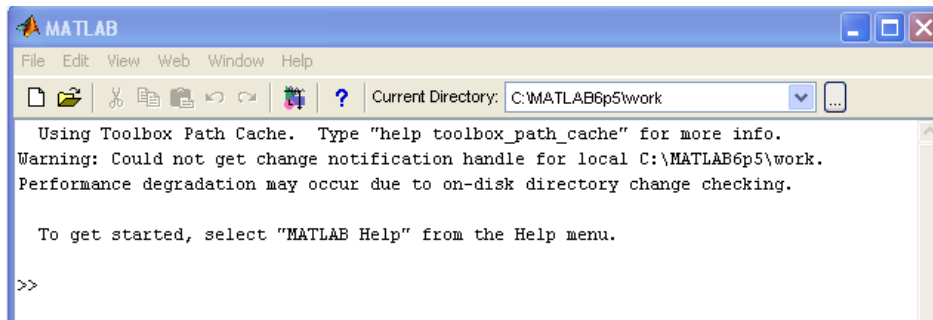 MATLAB
File Edit View Web Window Help
? Current Directory: C:\MATLAB6p5\work ...
Using Toolbox Path Cache. Type "help toolbox_path_cache" for more info.
Warning: Could not get change notification handle for local C:\MATLAB6p5\work.
Performance degradation may occur due to on-disk directory change checking.
To get started, select "MATLAB Help" from the Help menu.
>>